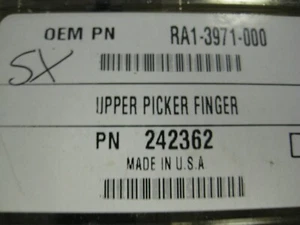 OEM PN RA1-3971-000
SX
UPPER PICKER FINGER
PN 242362
MADE IN U.S.A